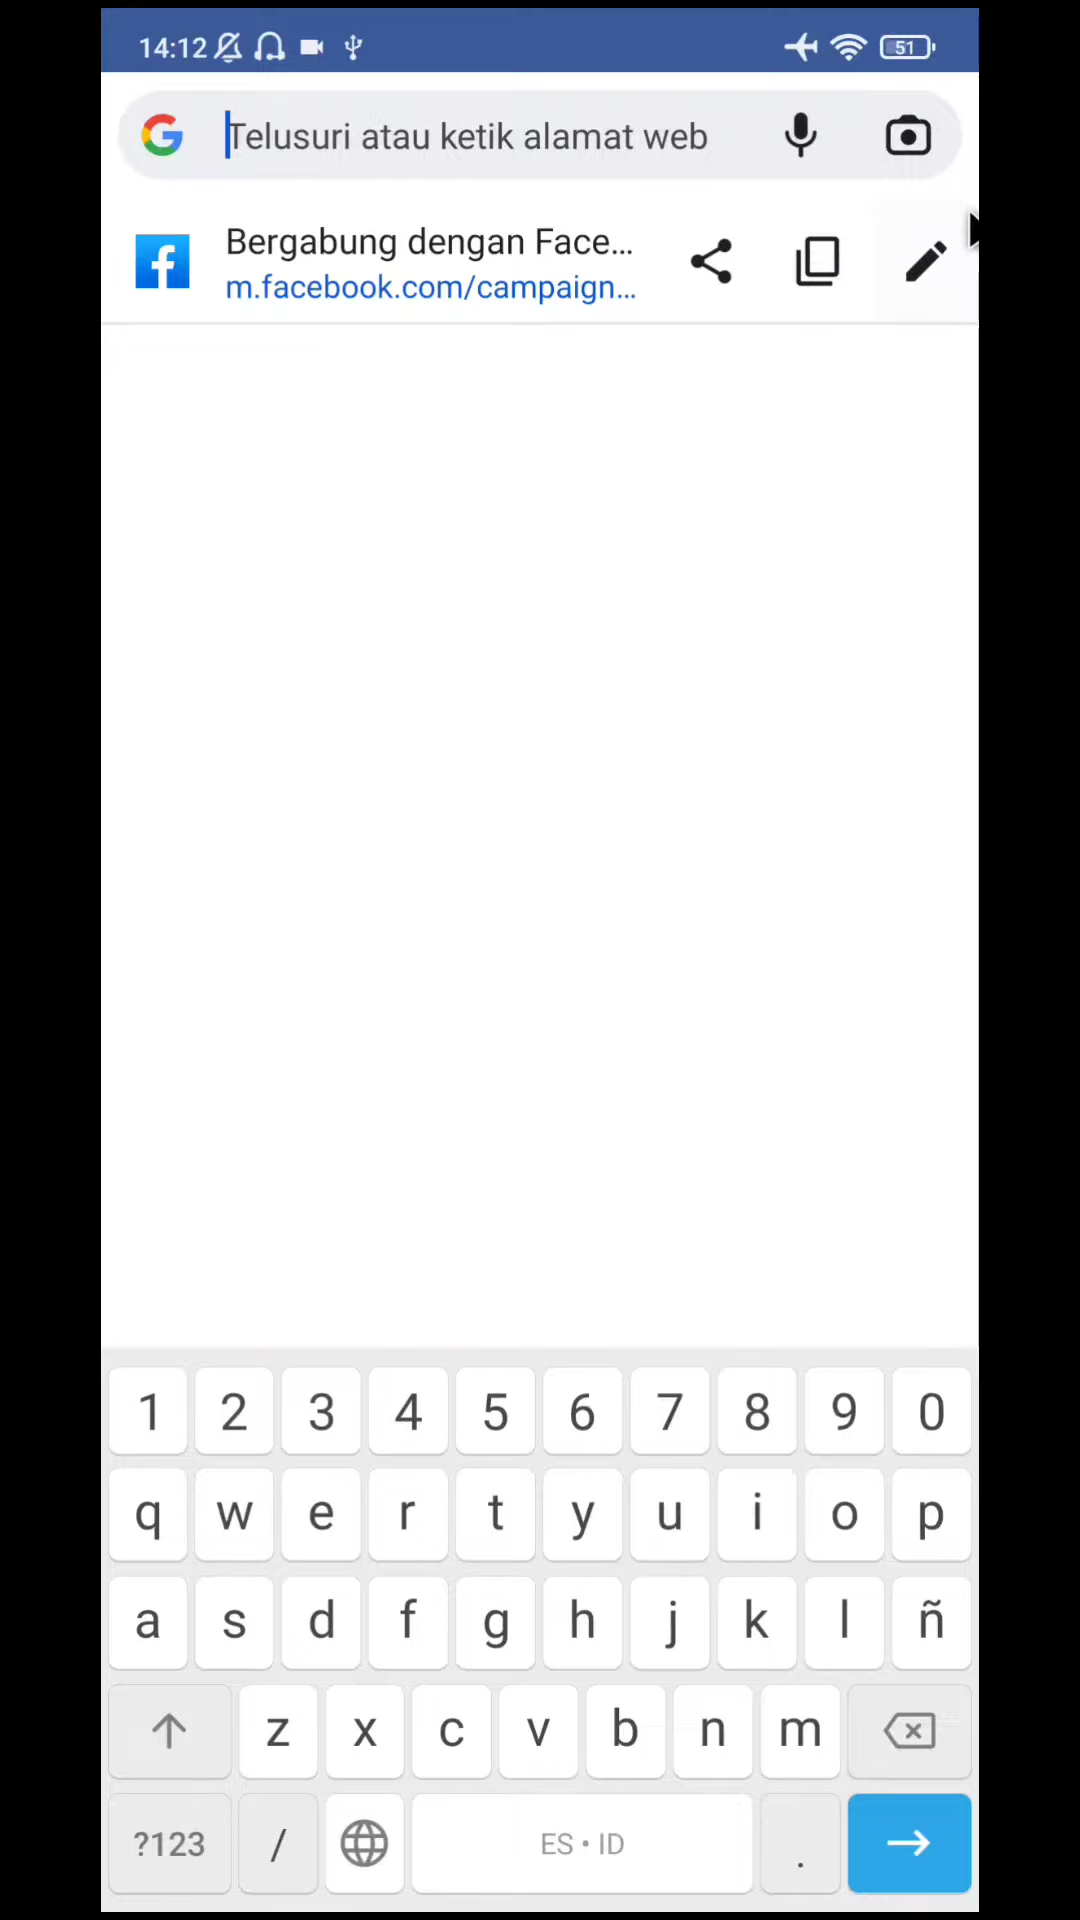 14:12
51
Telusuri atau ketik alamat web
Bergabung dengan Face...
m.facebook.com/campaign...
1 2 3 4 5 6 7 8 9 0
q w e r t y u i o p
a s d f g h j k l ñ
z x c v b n m
?123 / ES • ID .